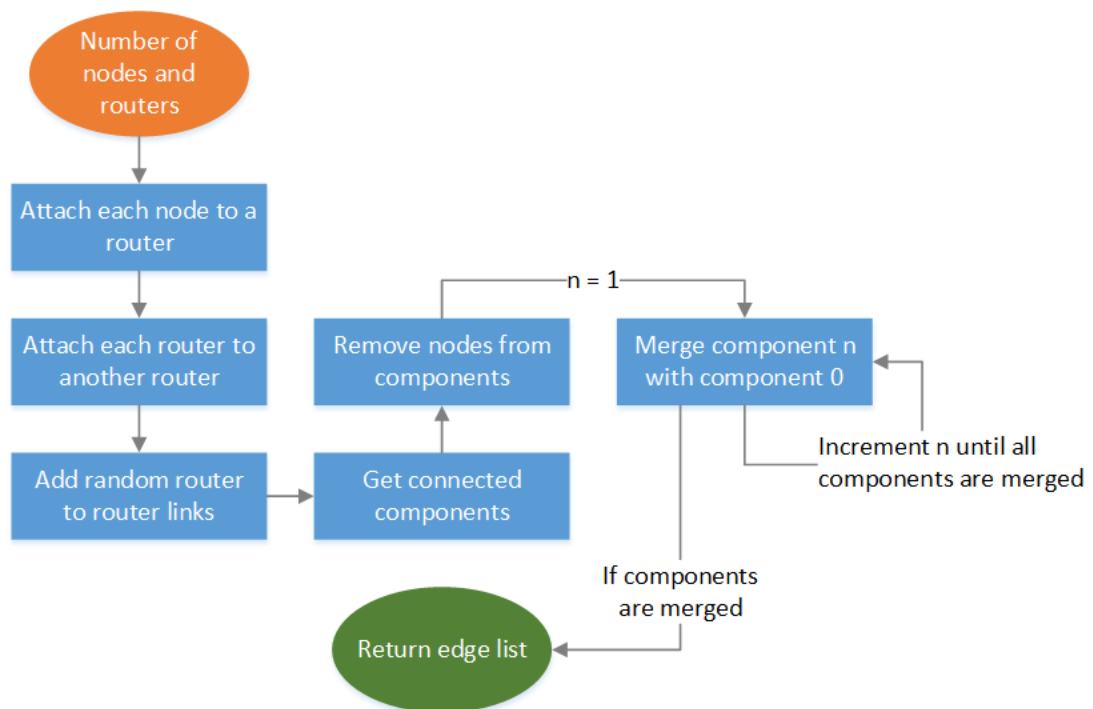 Number of
nodes and
routers
Attach each node to a
router
Attach each router to
another router
Add random router
to router links
Get connected
components
Remove nodes from
components
n = 1
Merge component n
with component 0
Increment n until all
components are merged
If components
are merged
Return edge list